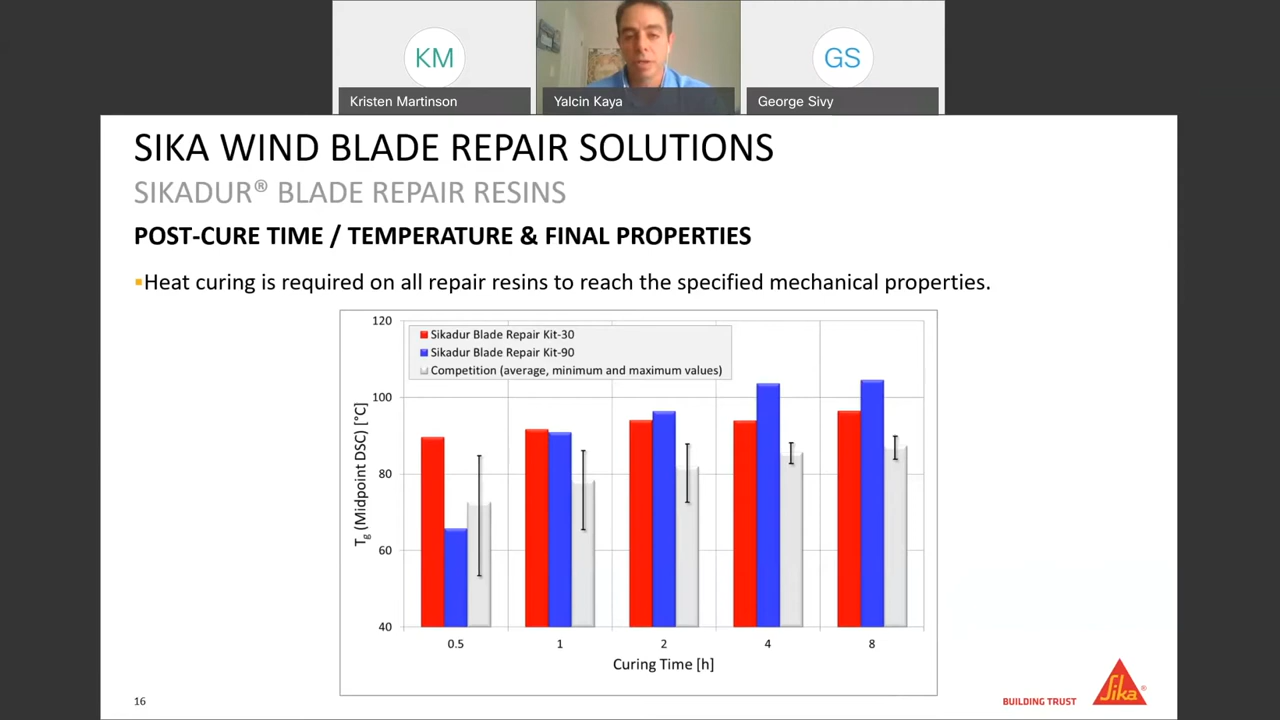 KM
GS
Kristen Martinson
Yalcin Kaya
George Sivy
SIKA WIND BLADE REPAIR SOLUTIONS
SIKADUR® BLADE REPAIR RESINS
POST-CURE TIME / TEMPERATURE & FINAL PROPERTIES
Heat curing is required on all repair resins to reach the specified mechanical properties.
Sikadur Blade Repair Kit-30
Sikadur Blade Repair Kit-90
Competition (average, minimum and maximum values)
Tg (Midpoint DSC) [°C]
120
100
80
60
40
0.5 1 2 4 8
Curing Time [h]
16
BUILDING TRUST
Sika®